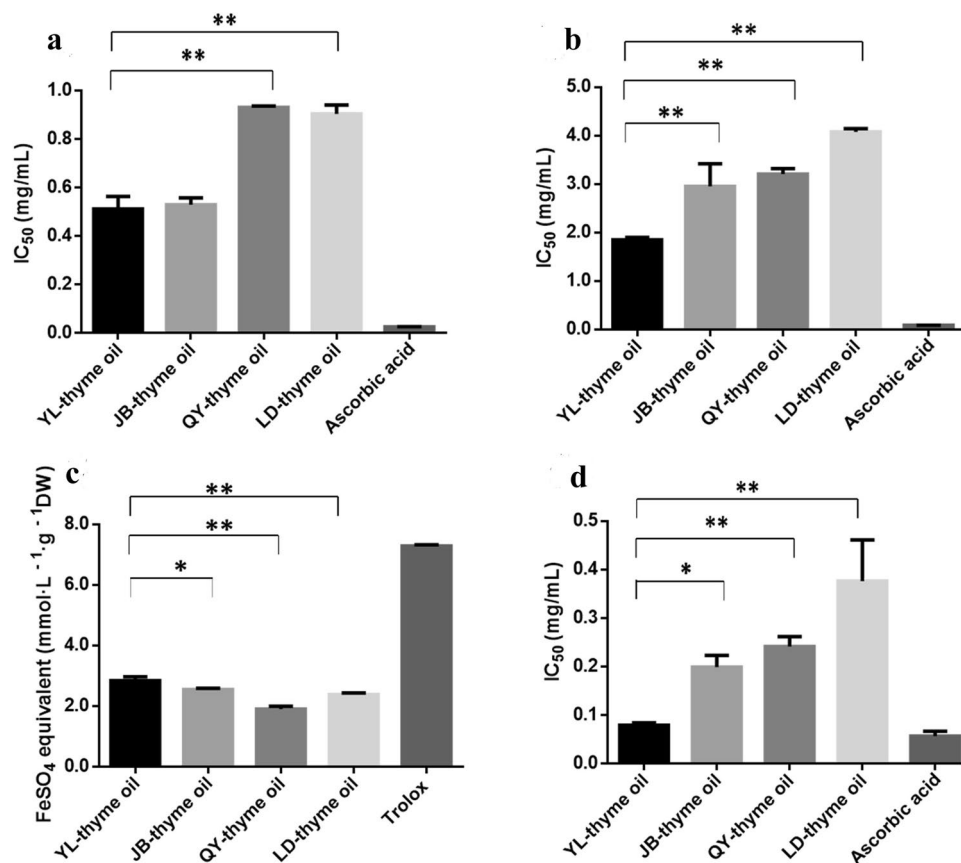 a
**
**
IC50 (mg/mL)
1.0
0.8
0.6
0.4
0.2
0.0
YL-thyme oil
JB-thyme oil
QY-thyme oil
LD-thyme oil
Ascorbic acid
b
**
**
**
IC50 (mg/mL)
5.0
4.0
3.0
2.0
1.0
0.0
YL-thyme oil
JB-thyme oil
QY-thyme oil
LD-thyme oil
Ascorbic acid
c
**
**
*
FeSO4 equivalent (mmol·L - 1·g - 1DW)
8.0
6.0
4.0
2.0
0.0
YL-thyme oil
JB-thyme oil
QY-thyme oil
LD-thyme oil
Trolox
d
**
**
*
IC50 (mg/mL)
0.5
0.4
0.3
0.2
0.1
0.0
YL-thyme oil
JB-thyme oil
QY-thyme oil
LD-thyme oil
Ascorbic acid